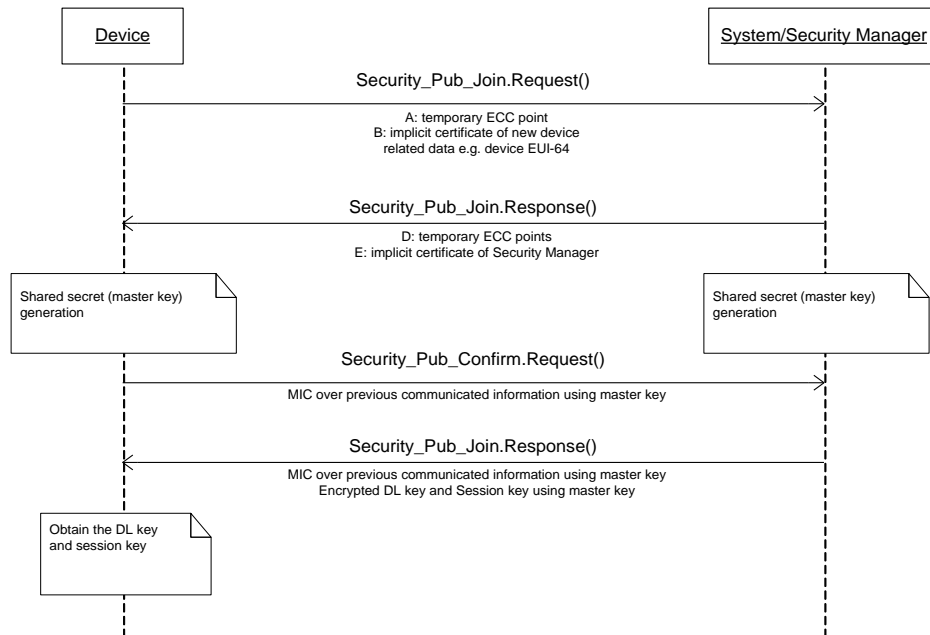 Device
System/Security Manager
Security_Pub_Join.Request()
A: temporary ECC point
B: implicit certificate of new device
related data e.g. device EUI-64
Security_Pub_Join.Response()
D: temporary ECC points
E: implicit certificate of Security Manager
Shared secret (master key)
generation
Shared secret (master key)
generation
Security_Pub_Confirm.Request()
MIC over previous communicated information using master key
Security_Pub_Join.Response()
MIC over previous communicated information using master key
Encrypted DL key and Session key using master key
Obtain the DL key
and session key